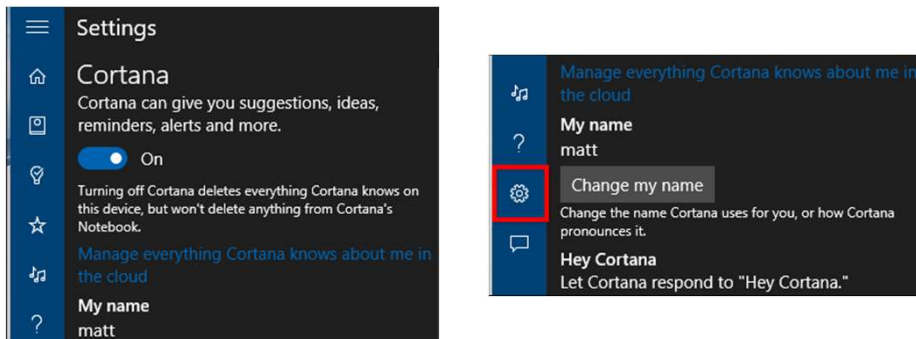 Settings
Cortana
Cortana can give you suggestions, ideas,
reminders, alerts and more.
On
Turning off Cortana deletes everything Cortana knows on
this device, but won't delete anything from Cortana's
Notebook.
Manage everything Cortana knows about me in
the cloud
My name
matt
Manage everything Cortana knows about me in
the cloud
My name
matt
Change my name
Change the name Cortana uses for you, or how Cortana
pronounces it.
Hey Cortana
Let Cortana respond to "Hey Cortana."